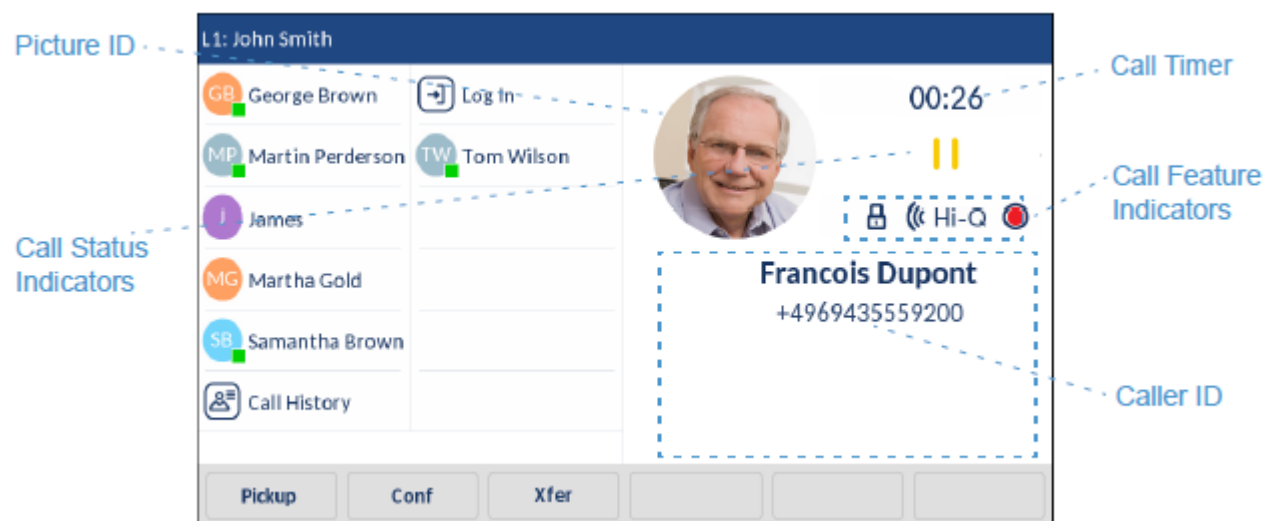 Picture ID
L1: John Smith
Call Timer
GB George Brown
Log In
00:26
MP Martin Perderson
TW Tom Wilson
Call Feature
Indicators
J James
Hi-Q
Call Status
Indicators
MG Martha Gold
Francois Dupont
+4969435559200
SB Samantha Brown
Call History
Caller ID
Pickup Conf Xfer